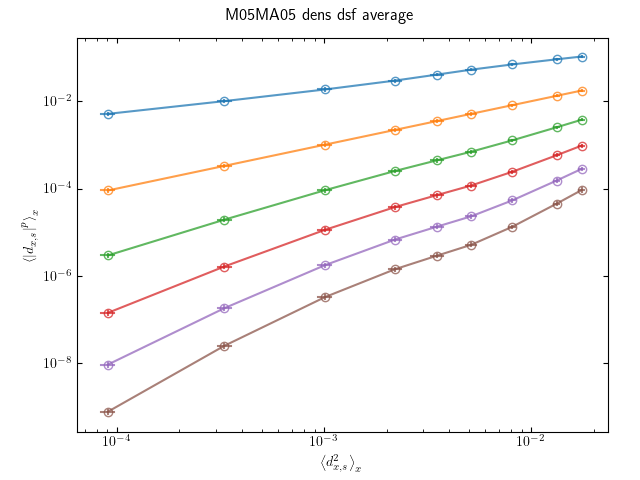 M05MA05 dens dsf average
10⁻²
10⁻⁴
10⁻⁶
10⁻⁸
⟨|d_{x,s}|^p⟩_x
10⁻⁴ 10⁻³ 10⁻²
⟨d²_{x,s}⟩_x